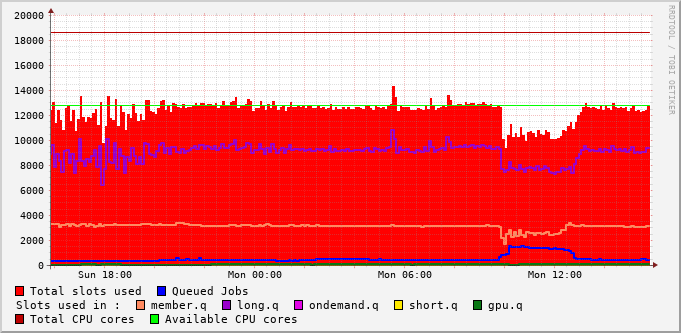 20000
18000
16000
14000
12000
10000
8000
6000
4000
2000
0
Sun 18:00 Mon 00:00 Mon 06:00 Mon 12:00
RRDTOOL / TOBI OETIKER
Total slots used Queued Jobs
Slots used in : member.q long.q ondemand.q short.q gpu.q
Total CPU cores Available CPU cores